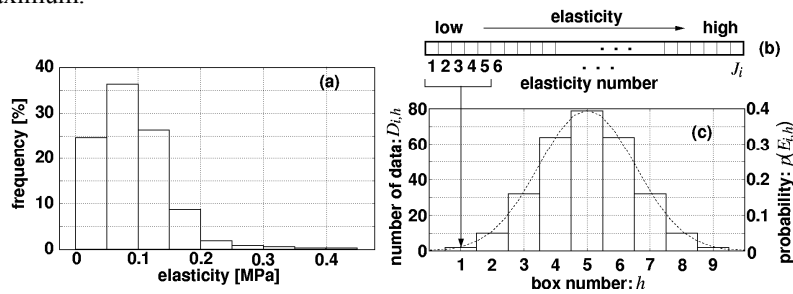 aximum.
(a)
frequency [%]
40
30
20
10
0
0 0.1 0.2 0.3 0.4
elasticity [MPa]
elasticity
low high
(b)
1 2 3 4 5 6 J_i
elasticity number
(c)
number of data: D_{i,h}
80
60
40
20
0
0.4
0.3
0.2
0.1
0
probability: p(E_{i,h})
1 2 3 4 5 6 7 8 9
box number: h